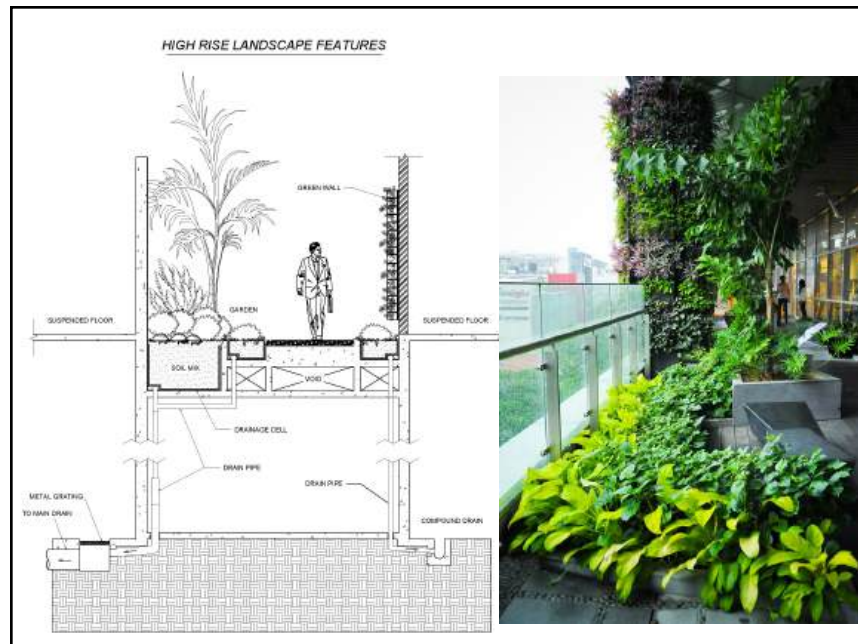 HIGH RISE LANDSCAPE FEATURES
GREEN WALL
SUSPENDED FLOOR
GARDEN
SUSPENDED FLOOR
SOIL MIX
VOID
DRAINAGE CELL
DRAIN PIPE
DRAIN PIPE
METAL GRATING
TO MAIN DRAIN
COMPOUND DRAIN